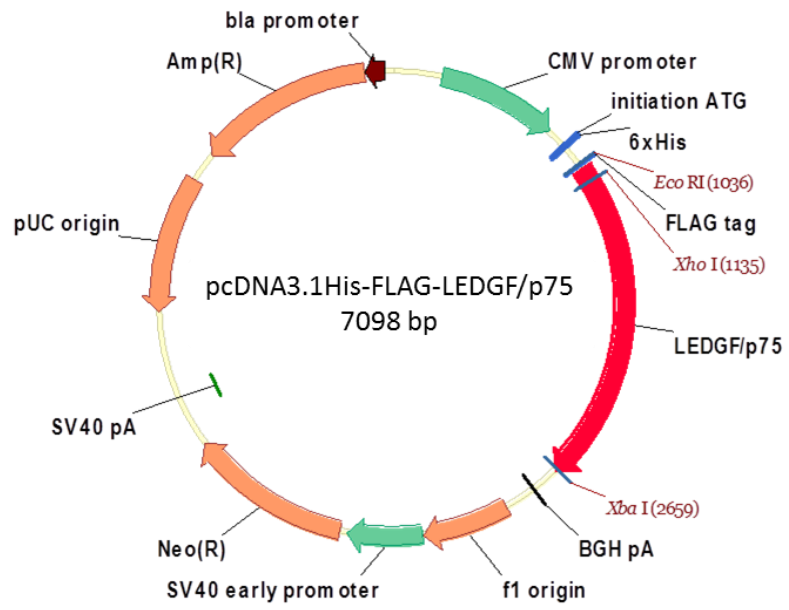 bla promoter
Amp(R)
CMV promoter
initiation ATG
6xHis
Eco RI (1036)
FLAG tag
Xho I (1135)
pUC origin
pcDNA3.1His-FLAG-LEDGF/p75
7098 bp
LEDGF/p75
SV40 pA
Xba I (2659)
Neo(R)
BGH pA
SV40 early promoter
f1 origin